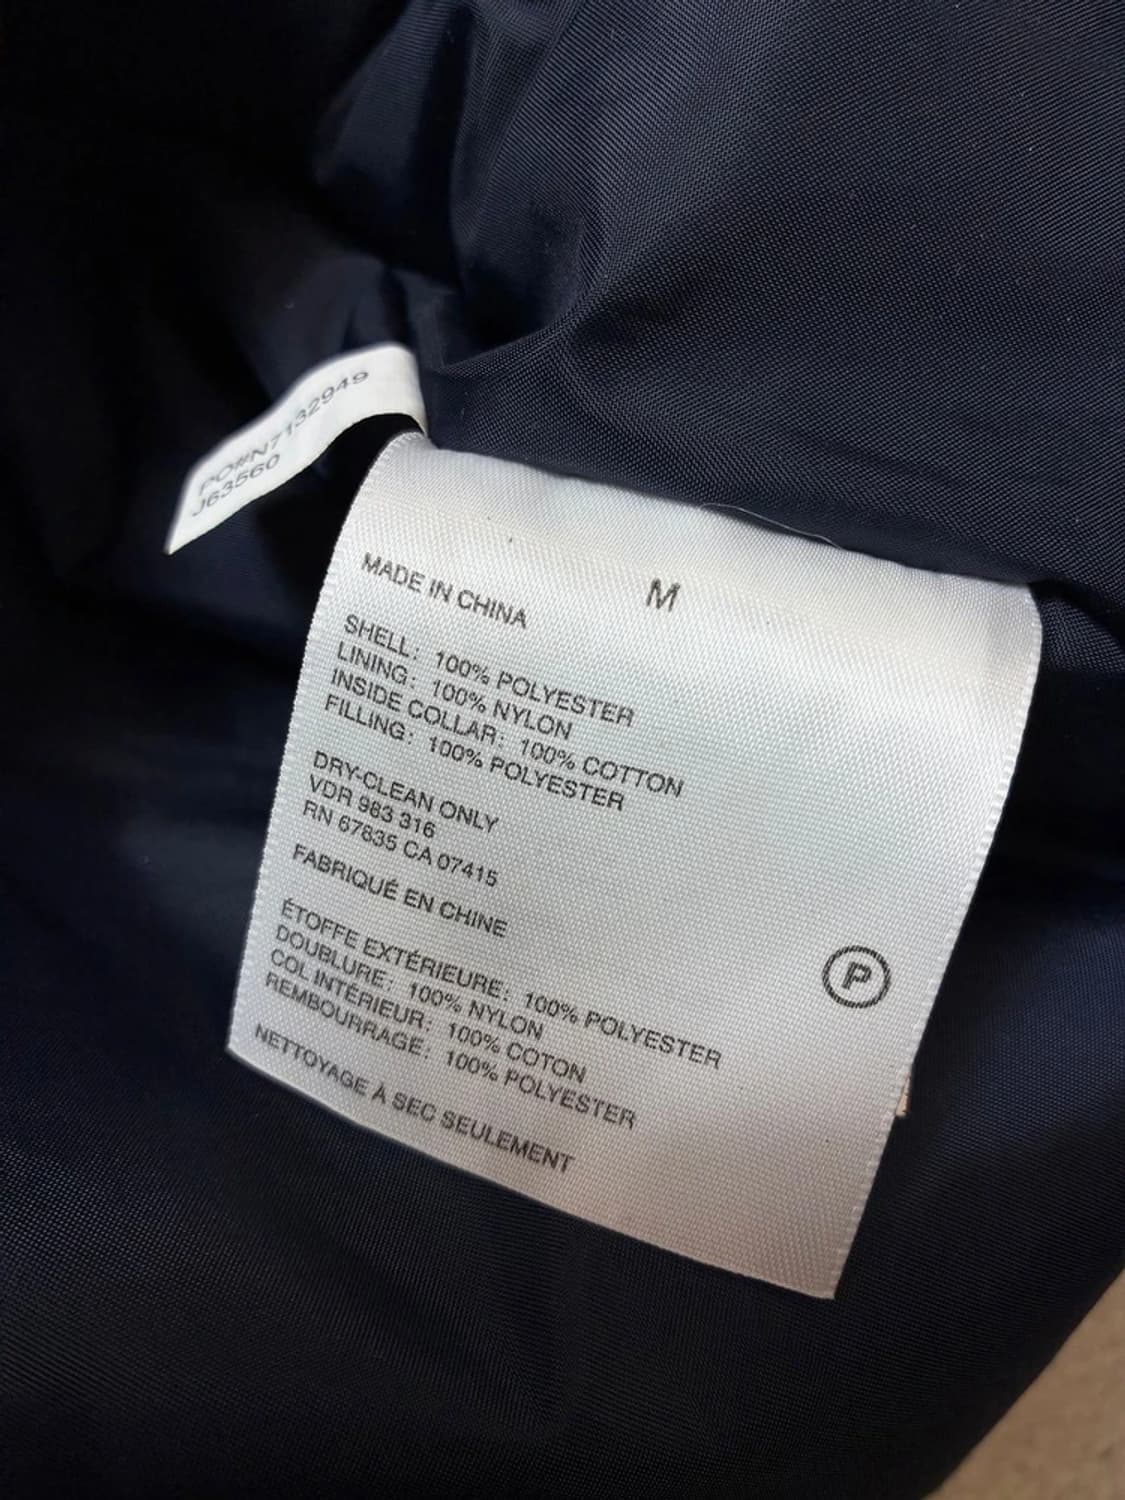 PO#N7132949
J63560
M
MADE IN CHINA
SHELL: 100% POLYESTER
LINING: 100% NYLON
INSIDE COLLAR: 100% COTTON
FILLING: 100% POLYESTER
DRY-CLEAN ONLY
VDR 983 316
RN 67835 CA 07415
FABRIQUÉ EN CHINE
ÉTOFFE EXTÉRIEURE: 100% POLYESTER
DOUBLURE: 100% NYLON
COL INTÉRIEUR: 100% COTON
REMBOURRAGE: 100% POLYESTER
NETTOYAGE À SEC SEULEMENT
P